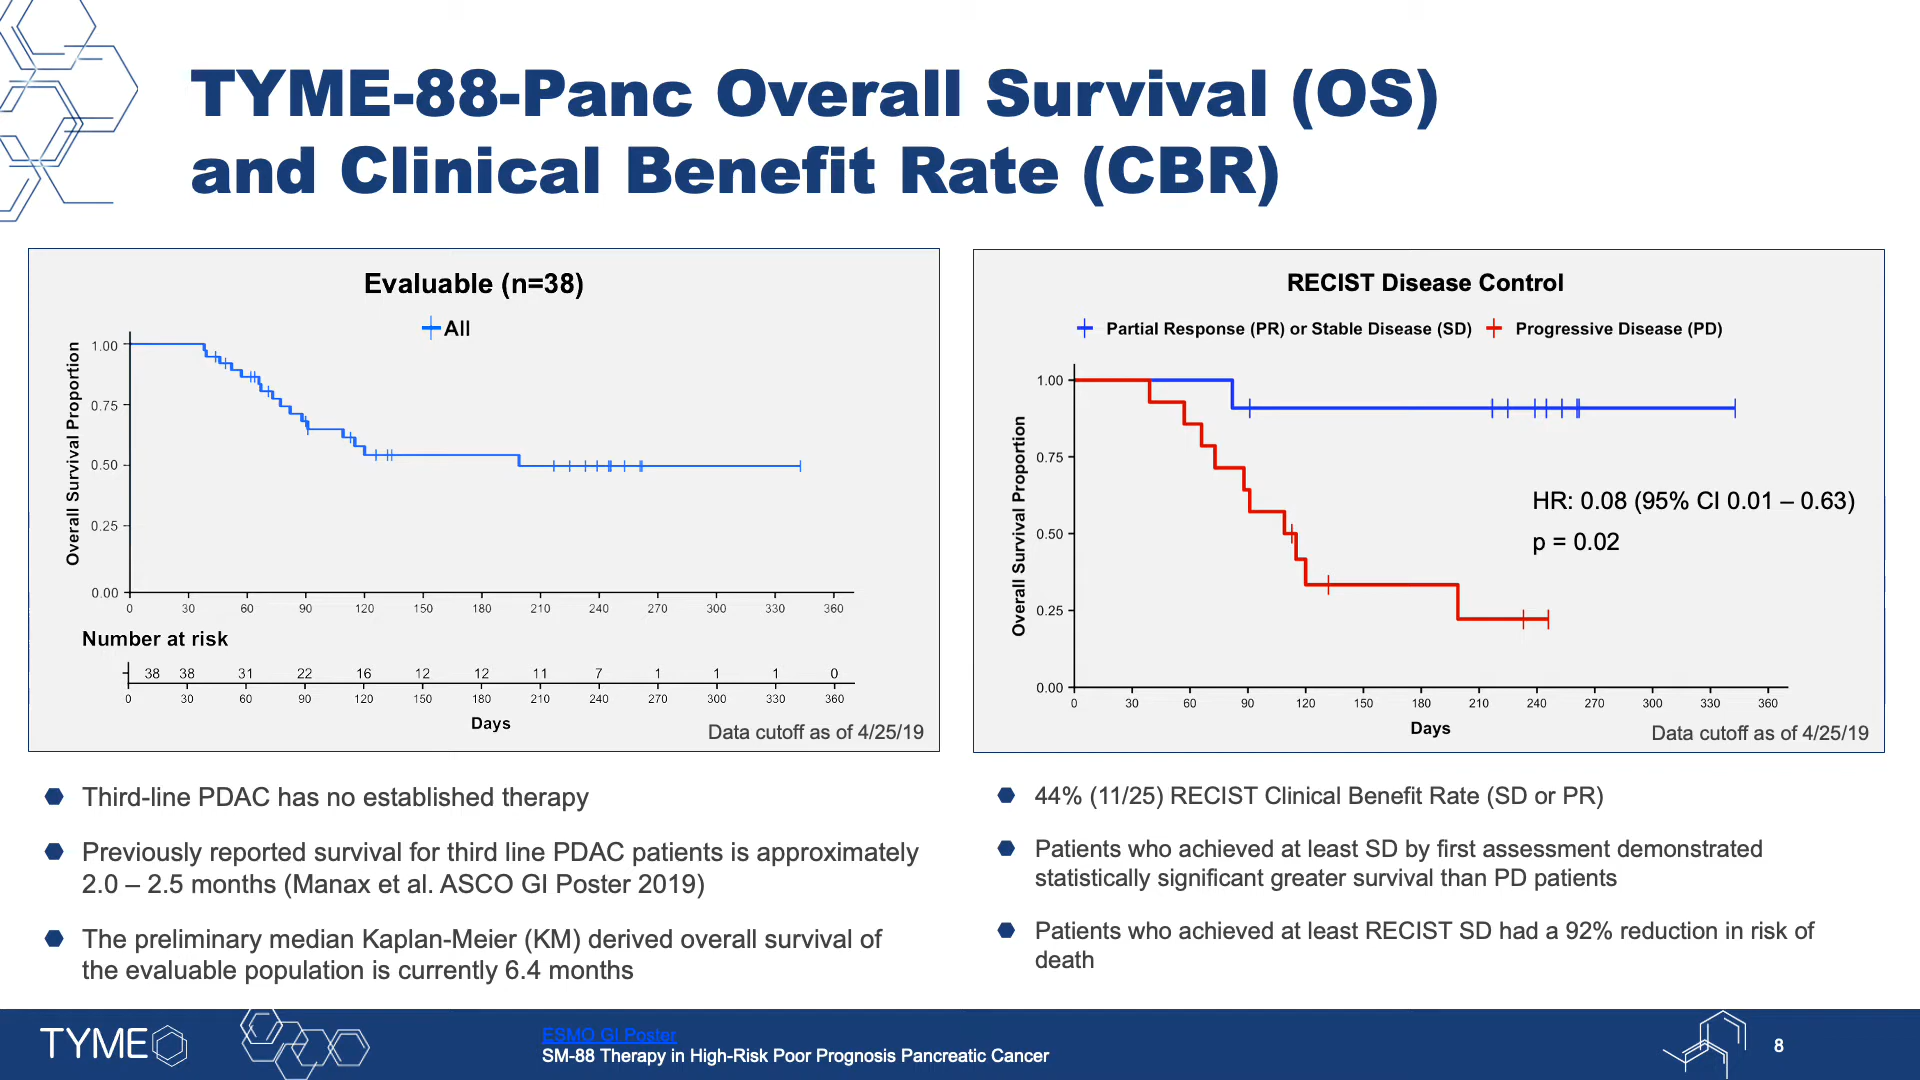 TYME-88-Panc Overall Survival (OS)
and Clinical Benefit Rate (CBR)
Evaluable (n=38)
All
Overall Survival Proportion
1.00
0.75
0.50
0.25
0.00
0 30 60 90 120 150 180 210 240 270 300 330 360
Number at risk
38 38 31 22 16 12 12 11 7 1 1 1 0
0 30 60 90 120 150 180 210 240 270 300 330 360
Days
Data cutoff as of 4/25/19
RECIST Disease Control
Partial Response (PR) or Stable Disease (SD) Progressive Disease (PD)
Overall Survival Proportion
1.00
0.75
0.50
0.25
0.00
HR: 0.08 (95% CI 0.01 – 0.63)
p = 0.02
0 30 60 90 120 150 180 210 240 270 300 330 360
Days
Data cutoff as of 4/25/19
Third-line PDAC has no established therapy
Previously reported survival for third line PDAC patients is approximately
2.0 – 2.5 months (Manax et al. ASCO GI Poster 2019)
The preliminary median Kaplan-Meier (KM) derived overall survival of
the evaluable population is currently 6.4 months
44% (11/25) RECIST Clinical Benefit Rate (SD or PR)
Patients who achieved at least SD by first assessment demonstrated
statistically significant greater survival than PD patients
Patients who achieved at least RECIST SD had a 92% reduction in risk of
death
TYME
ESMO GI Poster
SM-88 Therapy in High-Risk Poor Prognosis Pancreatic Cancer
8